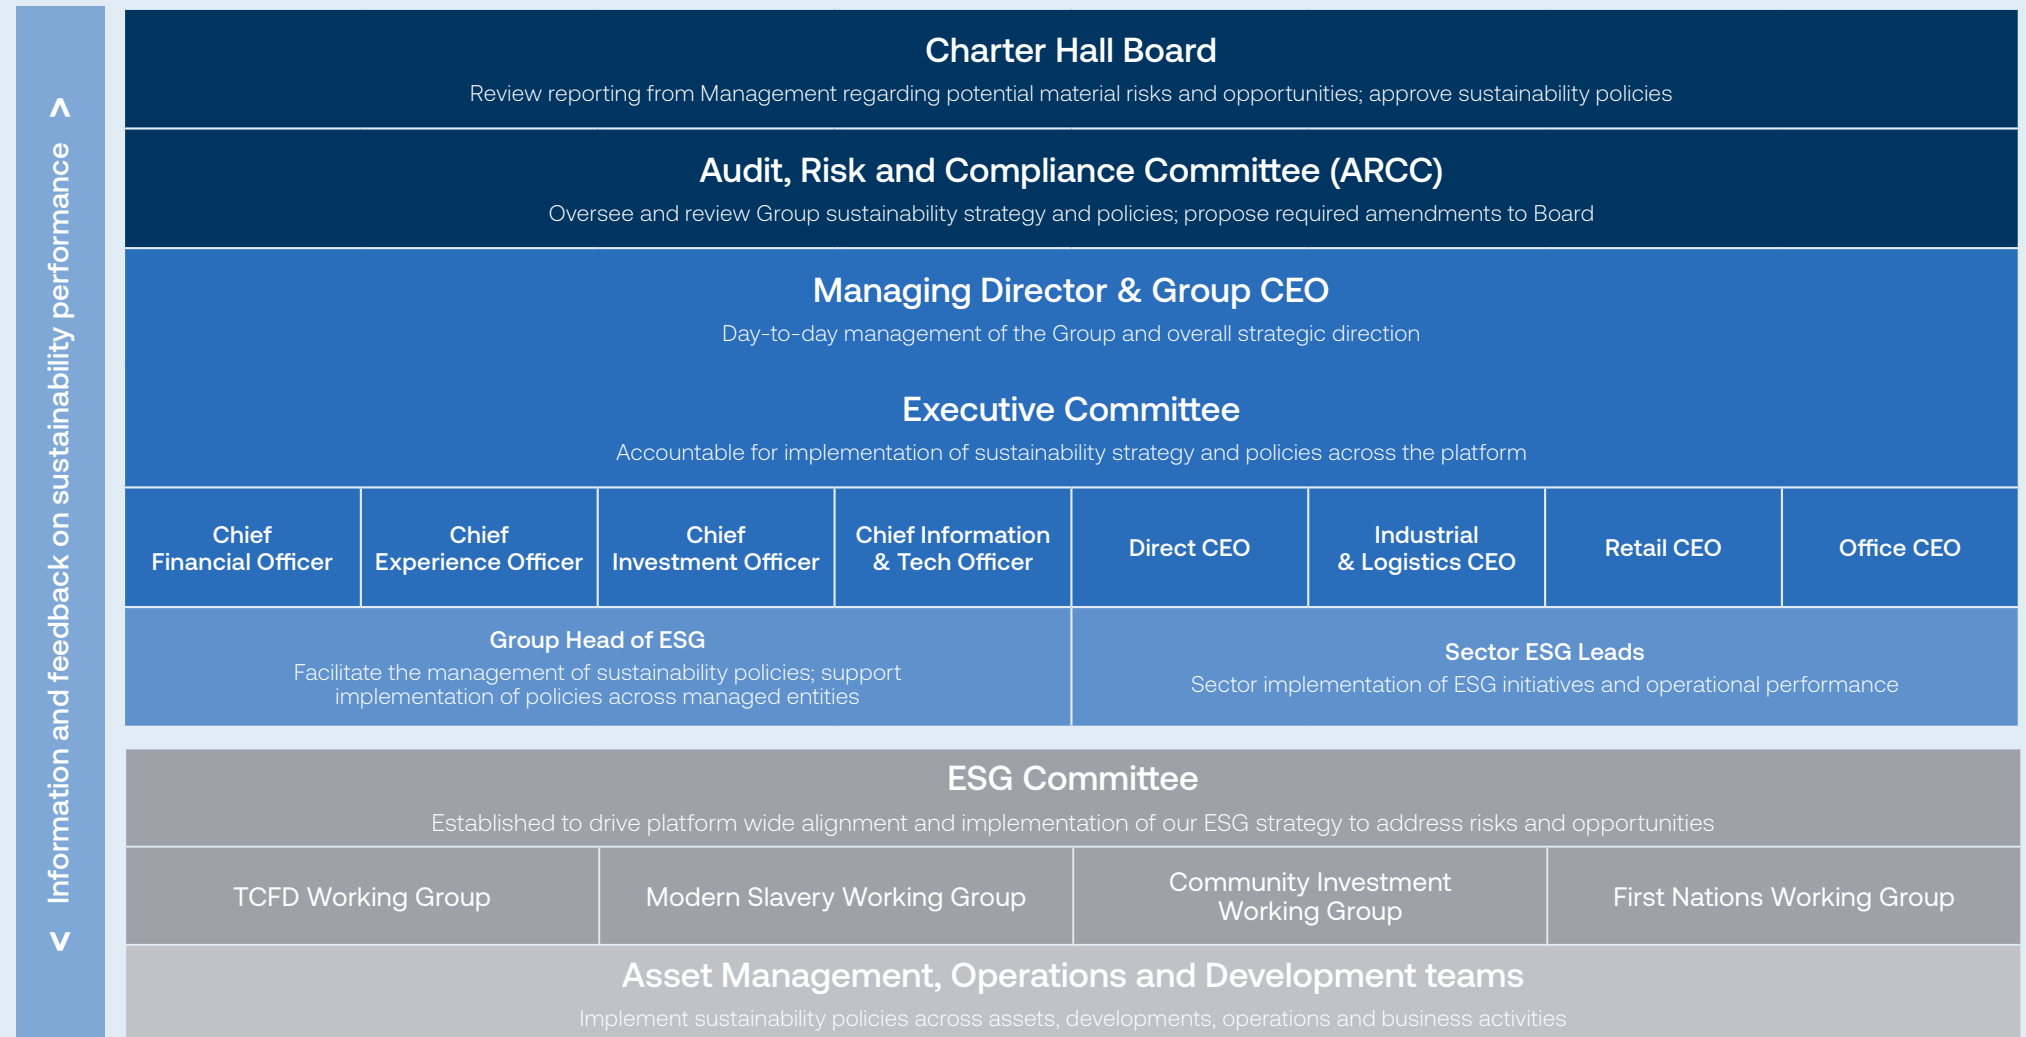 Information and feedback on sustainability performance
Charter Hall Board
Review reporting from Management regarding potential material risks and opportunities; approve sustainability policies
Audit, Risk and Compliance Committee (ARCC)
Oversee and review Group sustainability strategy and policies; propose required amendments to Board
Managing Director & Group CEO
Day-to-day management of the Group and overall strategic direction
Executive Committee
Accountable for implementation of sustainability strategy and policies across the platform
Chief
Financial Officer
Chief
Experience Officer
Chief
Investment Officer
Chief Information
& Tech Officer
Direct CEO
Industrial
& Logistics CEO
Retail CEO
Office CEO
Group Head of ESG
Facilitate the management of sustainability policies; support
implementation of policies across managed entities
Sector ESG Leads
Sector implementation of ESG initiatives and operational performance
ESG Committee
Established to drive platform wide alignment and implementation of our ESG strategy to address risks and opportunities
TCFD Working Group
Modern Slavery Working Group
Community Investment
Working Group
First Nations Working Group
Asset Management, Operations and Development teams
Implement sustainability policies across assets, developments, operations and business activities